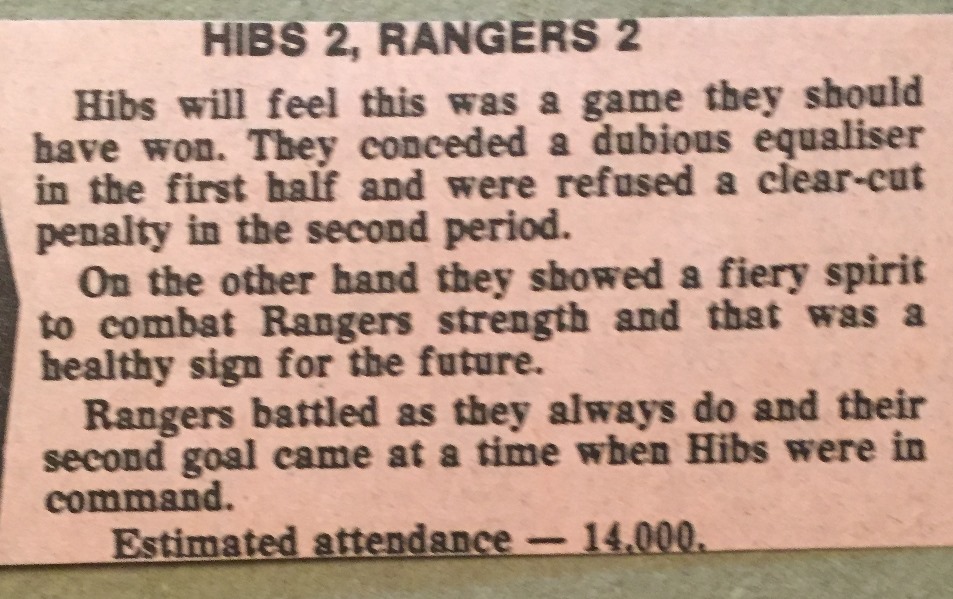 HIBS 2, RANGERS 2
Hibs will feel this was a game they should
have won. They conceded a dubious equaliser
in the first half and were refused a clear-cut
penalty in the second period.
On the other hand they showed a fiery spirit
to combat Rangers strength and that was a
healthy sign for the future.
Rangers battled as they always do and their
second goal came at a time when Hibs were in
command.
Estimated attendance — 14,000.